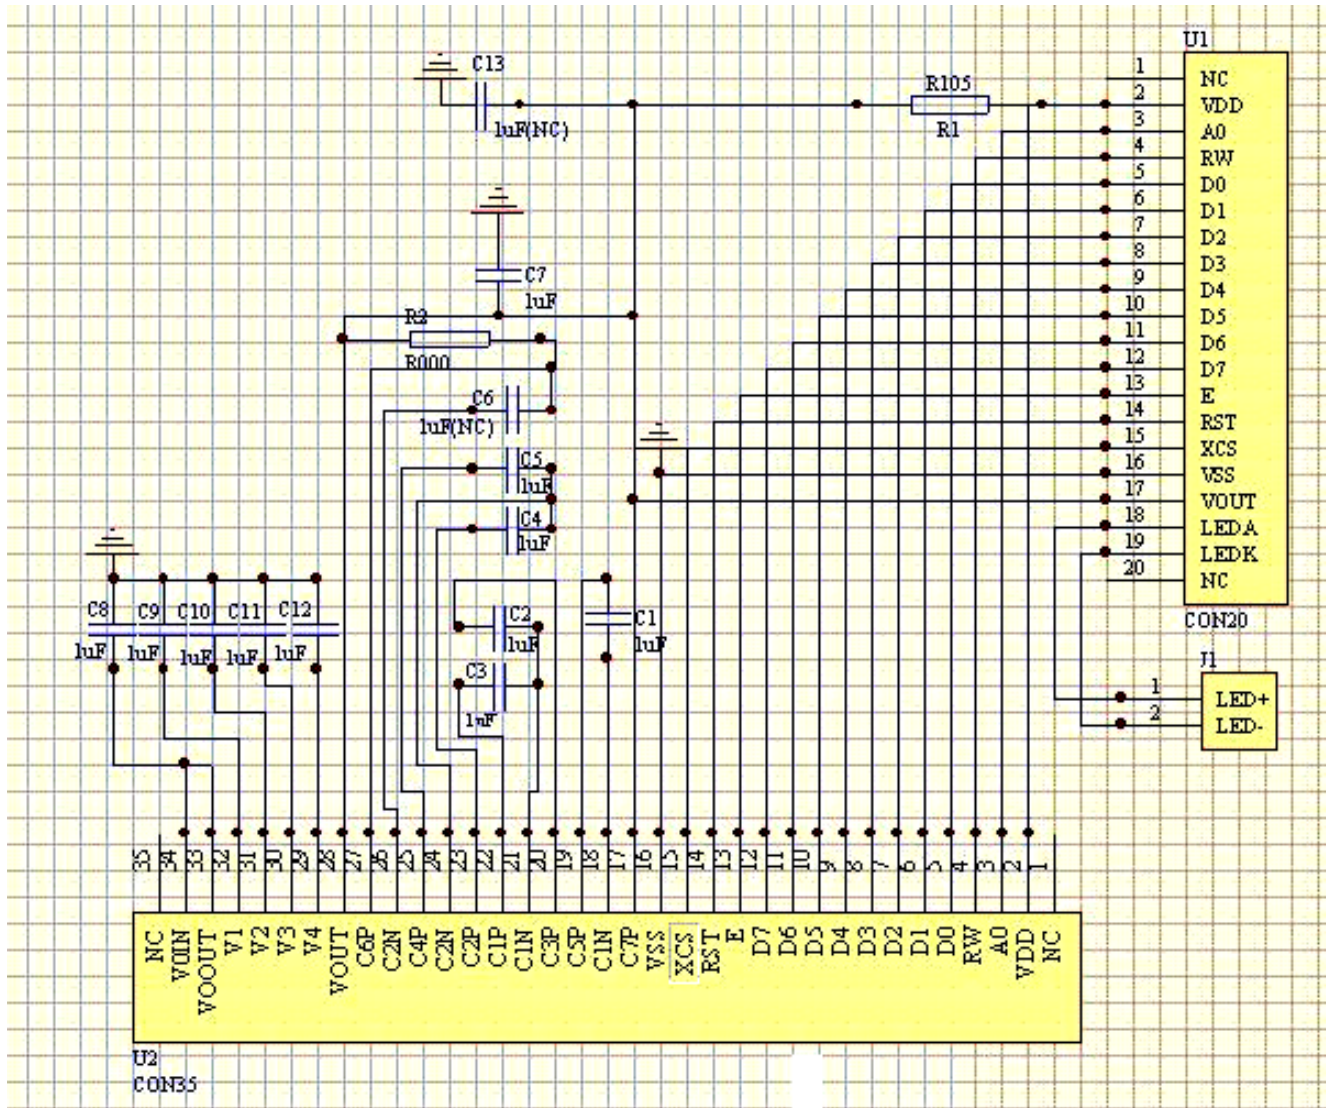 U1
C13
1uF(NC)
R105
R1
1 NC
2 VDD
3 A0
4 RW
5 D0
6 D1
7 D2
8 D3
9 D4
10 D5
11 D6
12 D7
13 E
14 RST
15 XCS
16 VSS
17 VOUT
18 LEDA
19 LEDK
20 NC
CON20
C7
1uF
R2
R000
C6
1uF(NC)
C5
1uF
C4
1uF
C8 C9 C10 C11 C12
1uF 1uF 1uF 1uF 1uF
C2
1uF
C1
1uF
C3
1uF
J1
1 LED+
2 LED-
35 34 33 32 31 30 29 28 27 26 25 24 23 22 21 20 19 18 17 16 15 14 13 12 11 10 9 8 7 6 5 4 3 2 1
NC V0IN VOOUT V1 V2 V3 V4 VOUT C6P C2N C4P C2N C2P C1P C1N C3P C5P C1N C7P VSS XCS RST E D7 D6 D5 D4 D3 D2 D1 D0 RW A0 VDD NC
U2
CON35